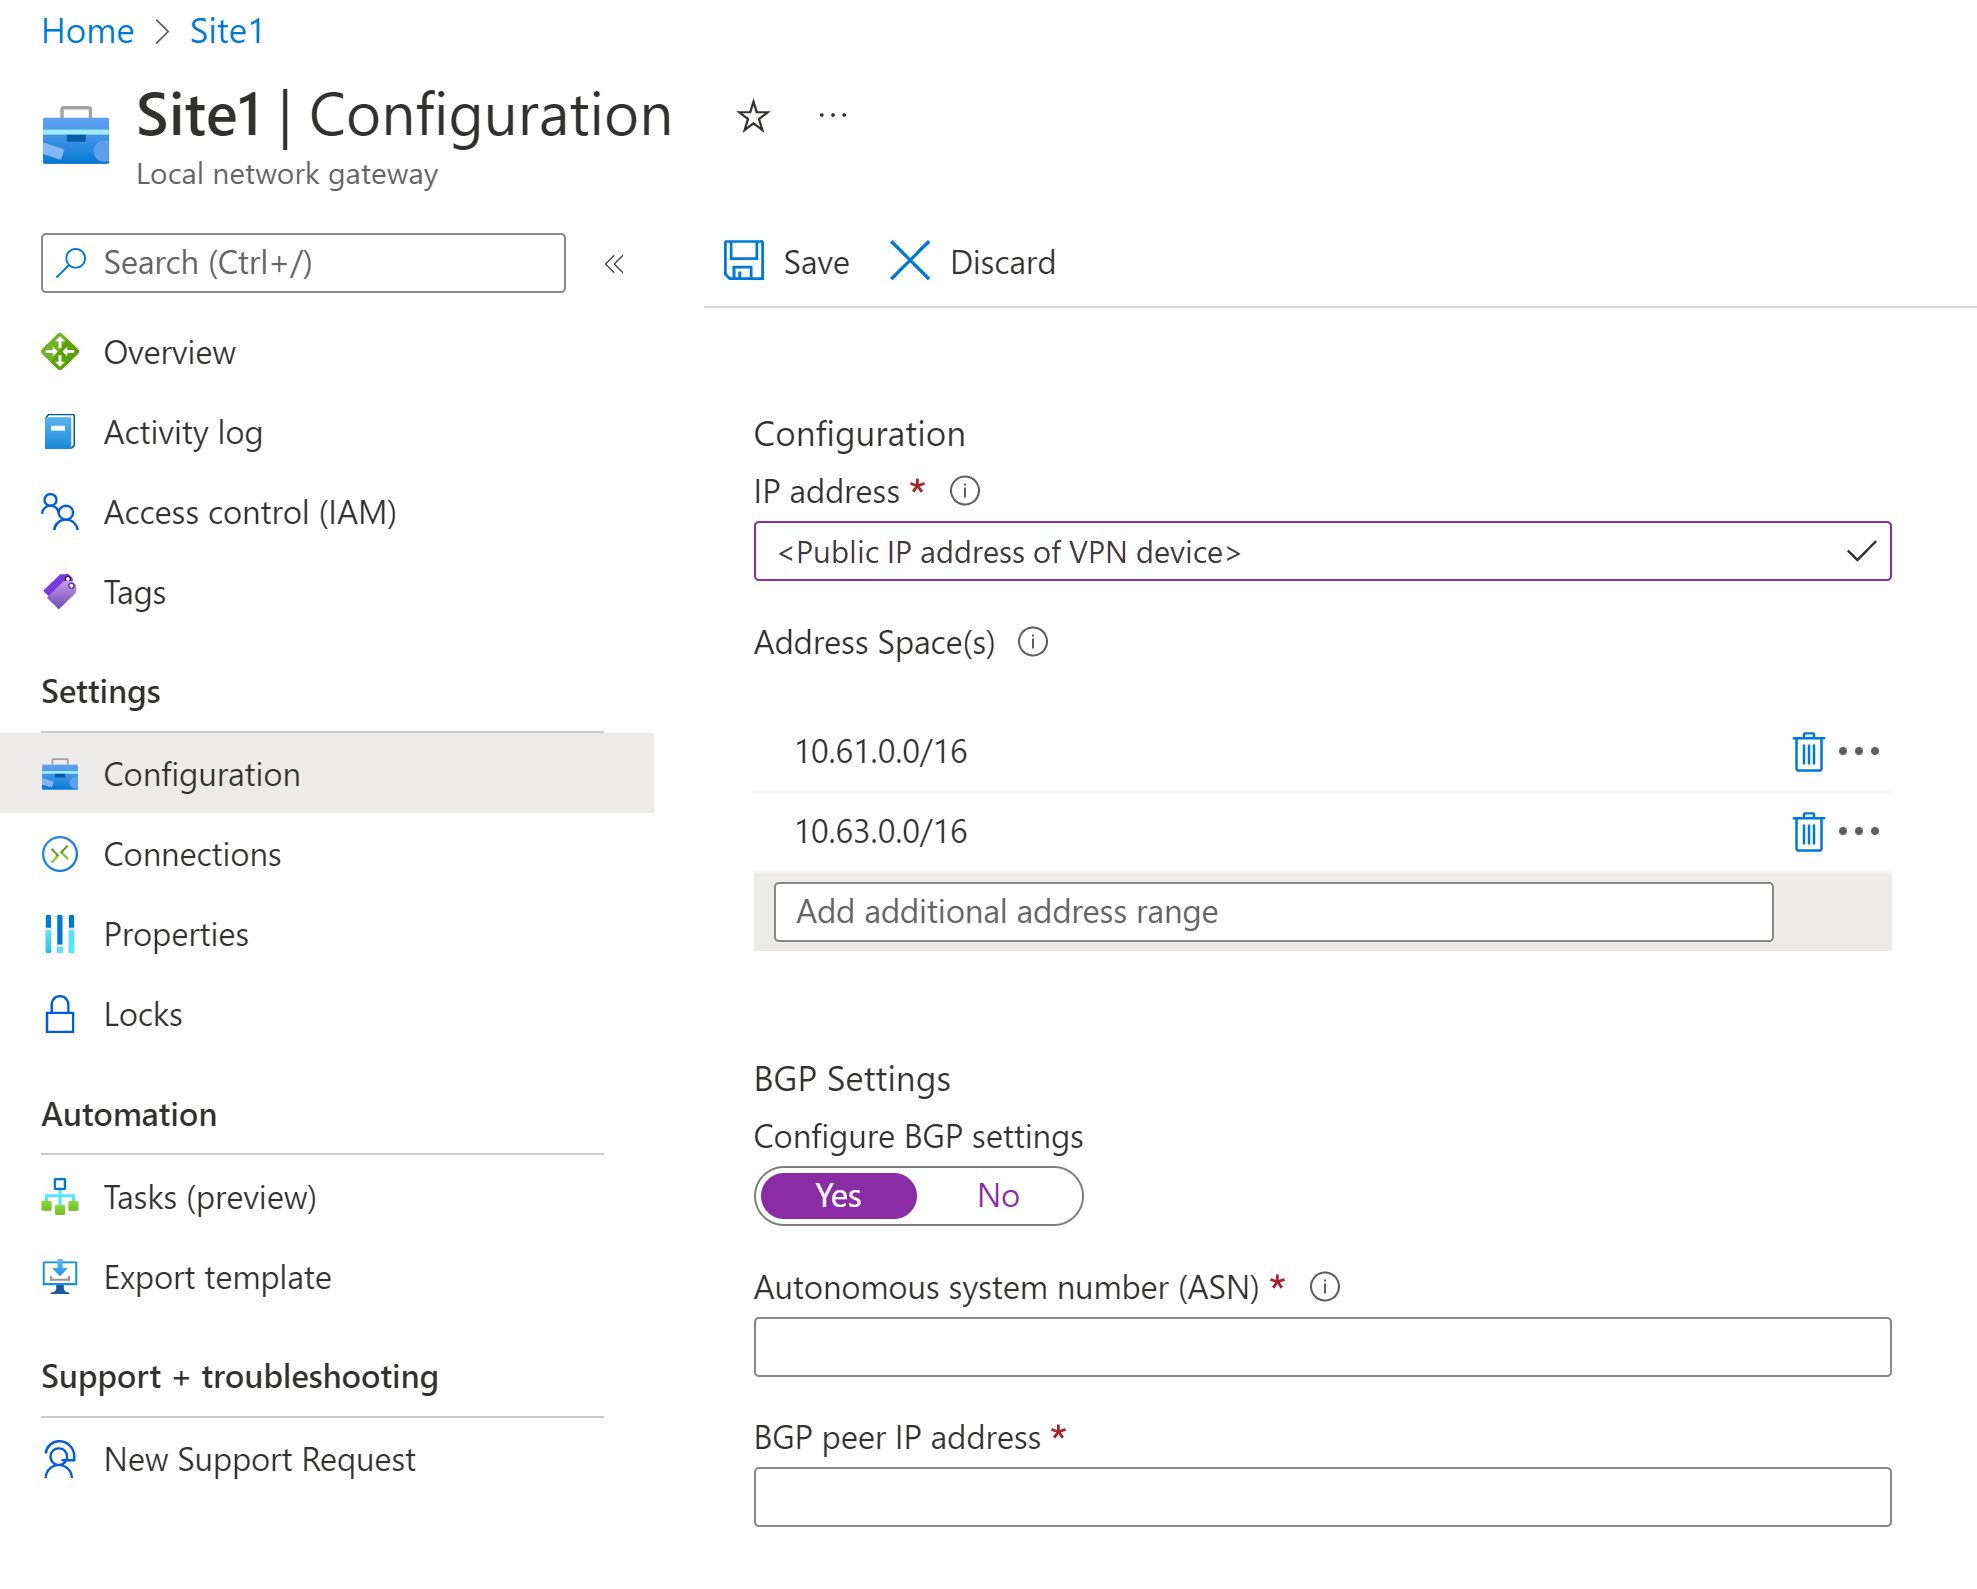 Home > Site1
Site1 | Configuration ☆ ···
Local network gateway
Search (Ctrl+/) «
Save Discard
Overview
Activity log
Access control (IAM)
Tags
Settings
Configuration
Connections
Properties
Locks
Automation
Tasks (preview)
Export template
Support + troubleshooting
New Support Request
Configuration
IP address *
<Public IP address of VPN device>
Address Space(s)
10.61.0.0/16
10.63.0.0/16
Add additional address range
BGP Settings
Configure BGP settings
Yes No
Autonomous system number (ASN) *
BGP peer IP address *